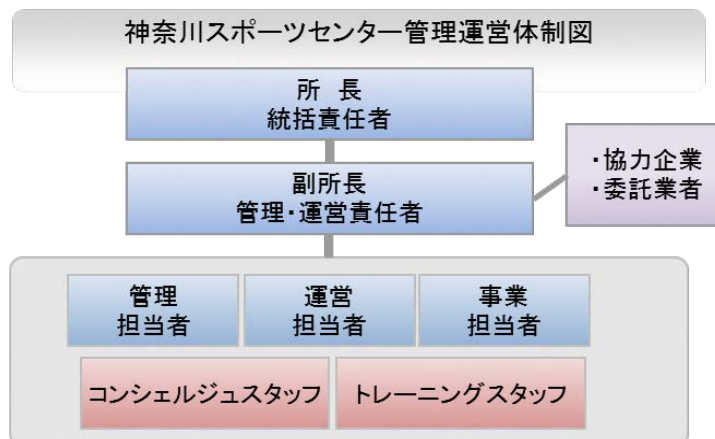 神奈川スポーツセンター管理運営体制図
所 長
統括責任者
副所長
管理・運営責任者
・協力企業
・委託業者
管理
担当者
運営
担当者
事業
担当者
コンシェルジュスタッフ
トレーニングスタッフ